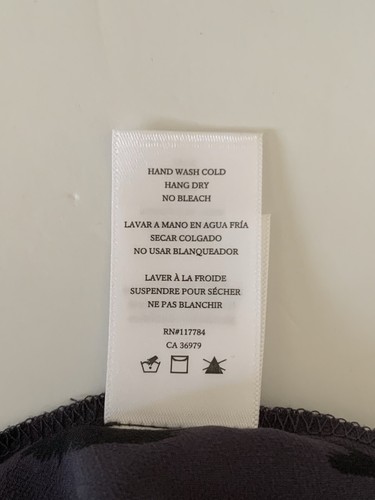 HAND WASH COLD
HANG DRY
NO BLEACH
LAVAR A MANO EN AGUA FRÍA
SECAR COLGADO
NO USAR BLANQUEADOR
LAVER À LA FROIDE
SUSPENDRE POUR SÉCHER
NE PAS BLANCHIR
RN#117784
CA 36979